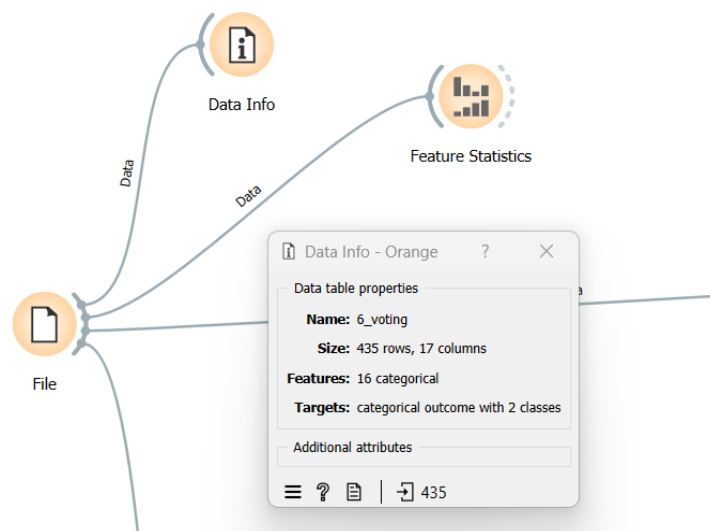 Data Info
Feature Statistics
Data
Data
Data Info - Orange ?
Data table properties
Name: 6_voting
Size: 435 rows, 17 columns
Features: 16 categorical
Targets: categorical outcome with 2 classes
Additional attributes
? 435
File